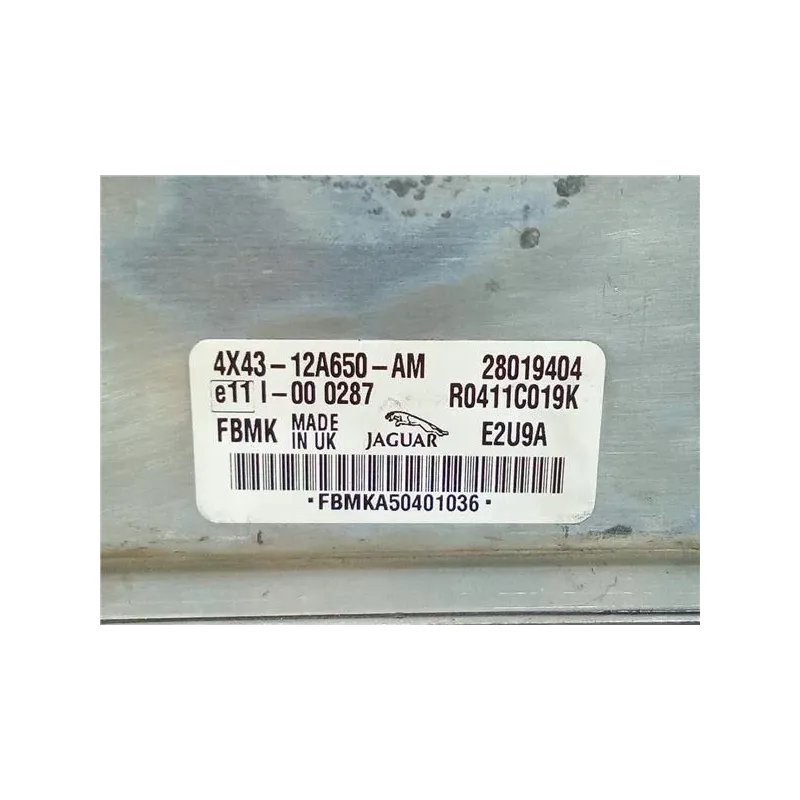 4X43-12A650-AM 28019404
e11 I-00 0287 R0411C019K
FBMK MADE IN UK JAGUAR E2U9A
•FBMKA50401036•